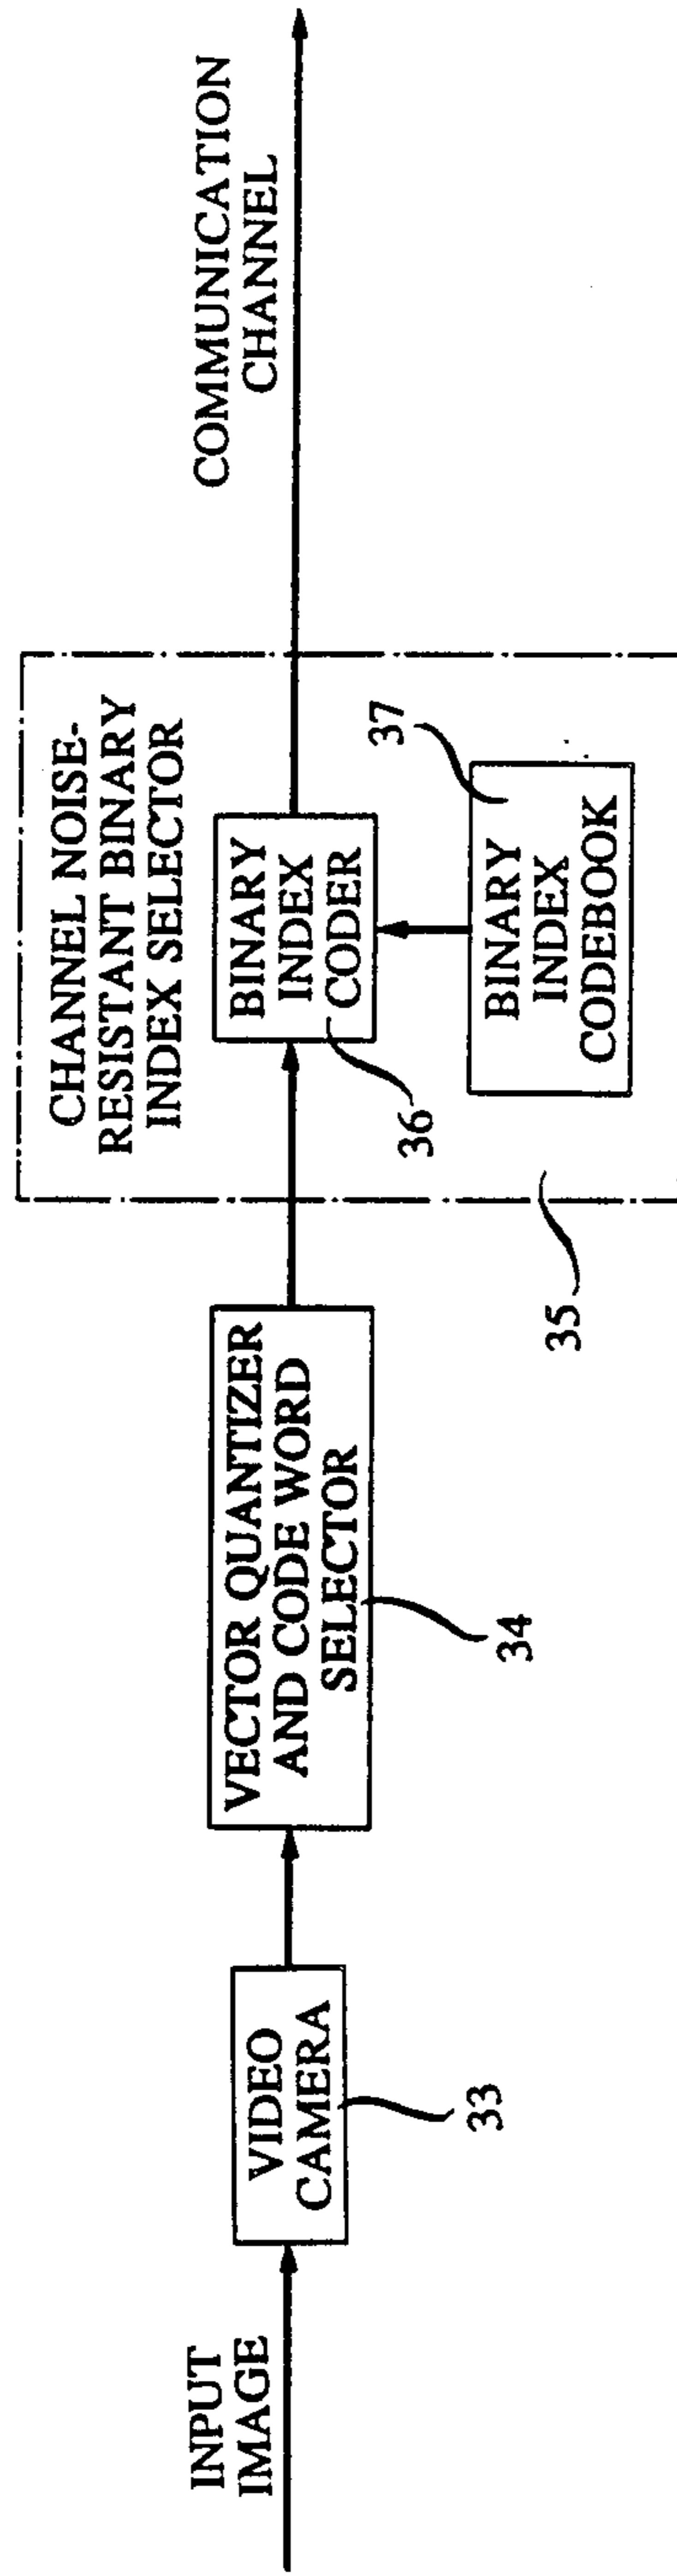 INPUT
IMAGE
VIDEO
CAMERA
33
VECTOR QUANTIZER
AND CODE WORD
SELECTOR
34
CHANNEL NOISE-
RESISTANT BINARY
INDEX SELECTOR
BINARY
INDEX
CODER
36
BINARY
INDEX
CODEBOOK
37
35
COMMUNICATION
CHANNEL